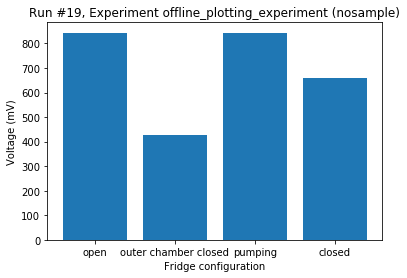 Run #19, Experiment offline_plotting_experiment (nosample)
800
700
600
500
400
300
200
100
0
Voltage (mV)
open outer chamber closed pumping closed
Fridge configuration